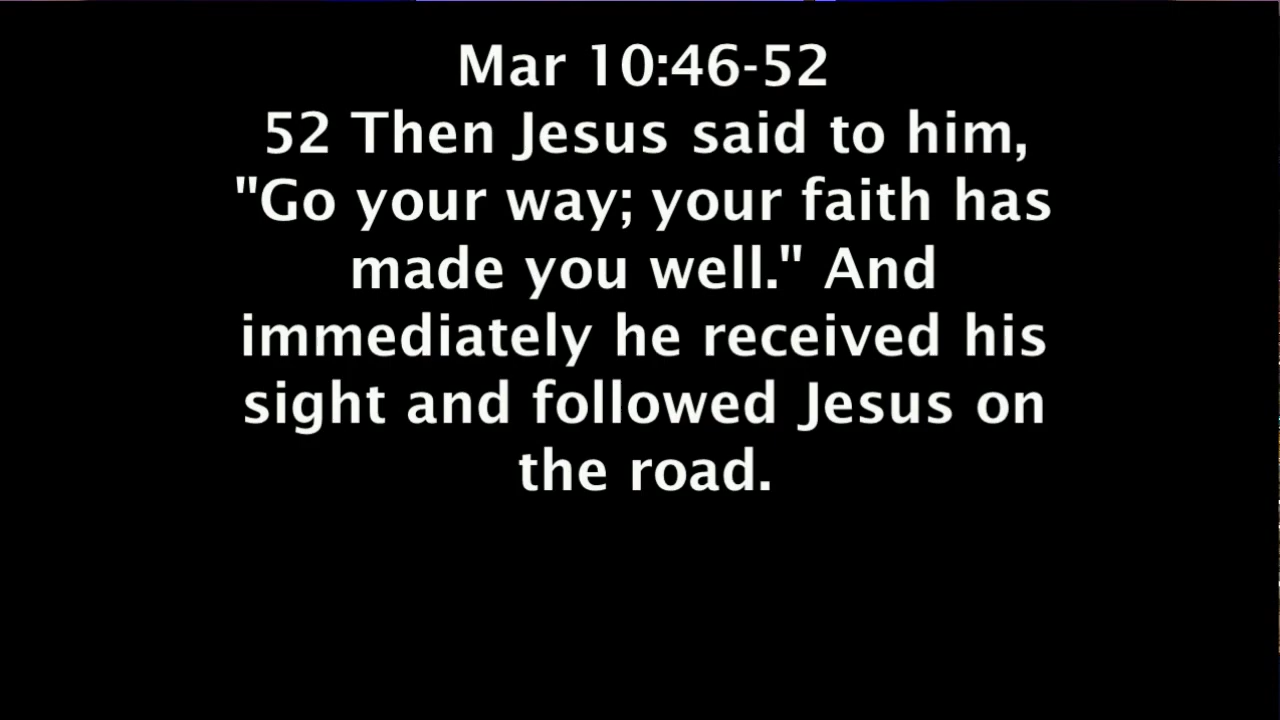 Mar 10:46-52
52 Then Jesus said to him,
"Go your way; your faith has
made you well." And
immediately he received his
sight and followed Jesus on
the road.